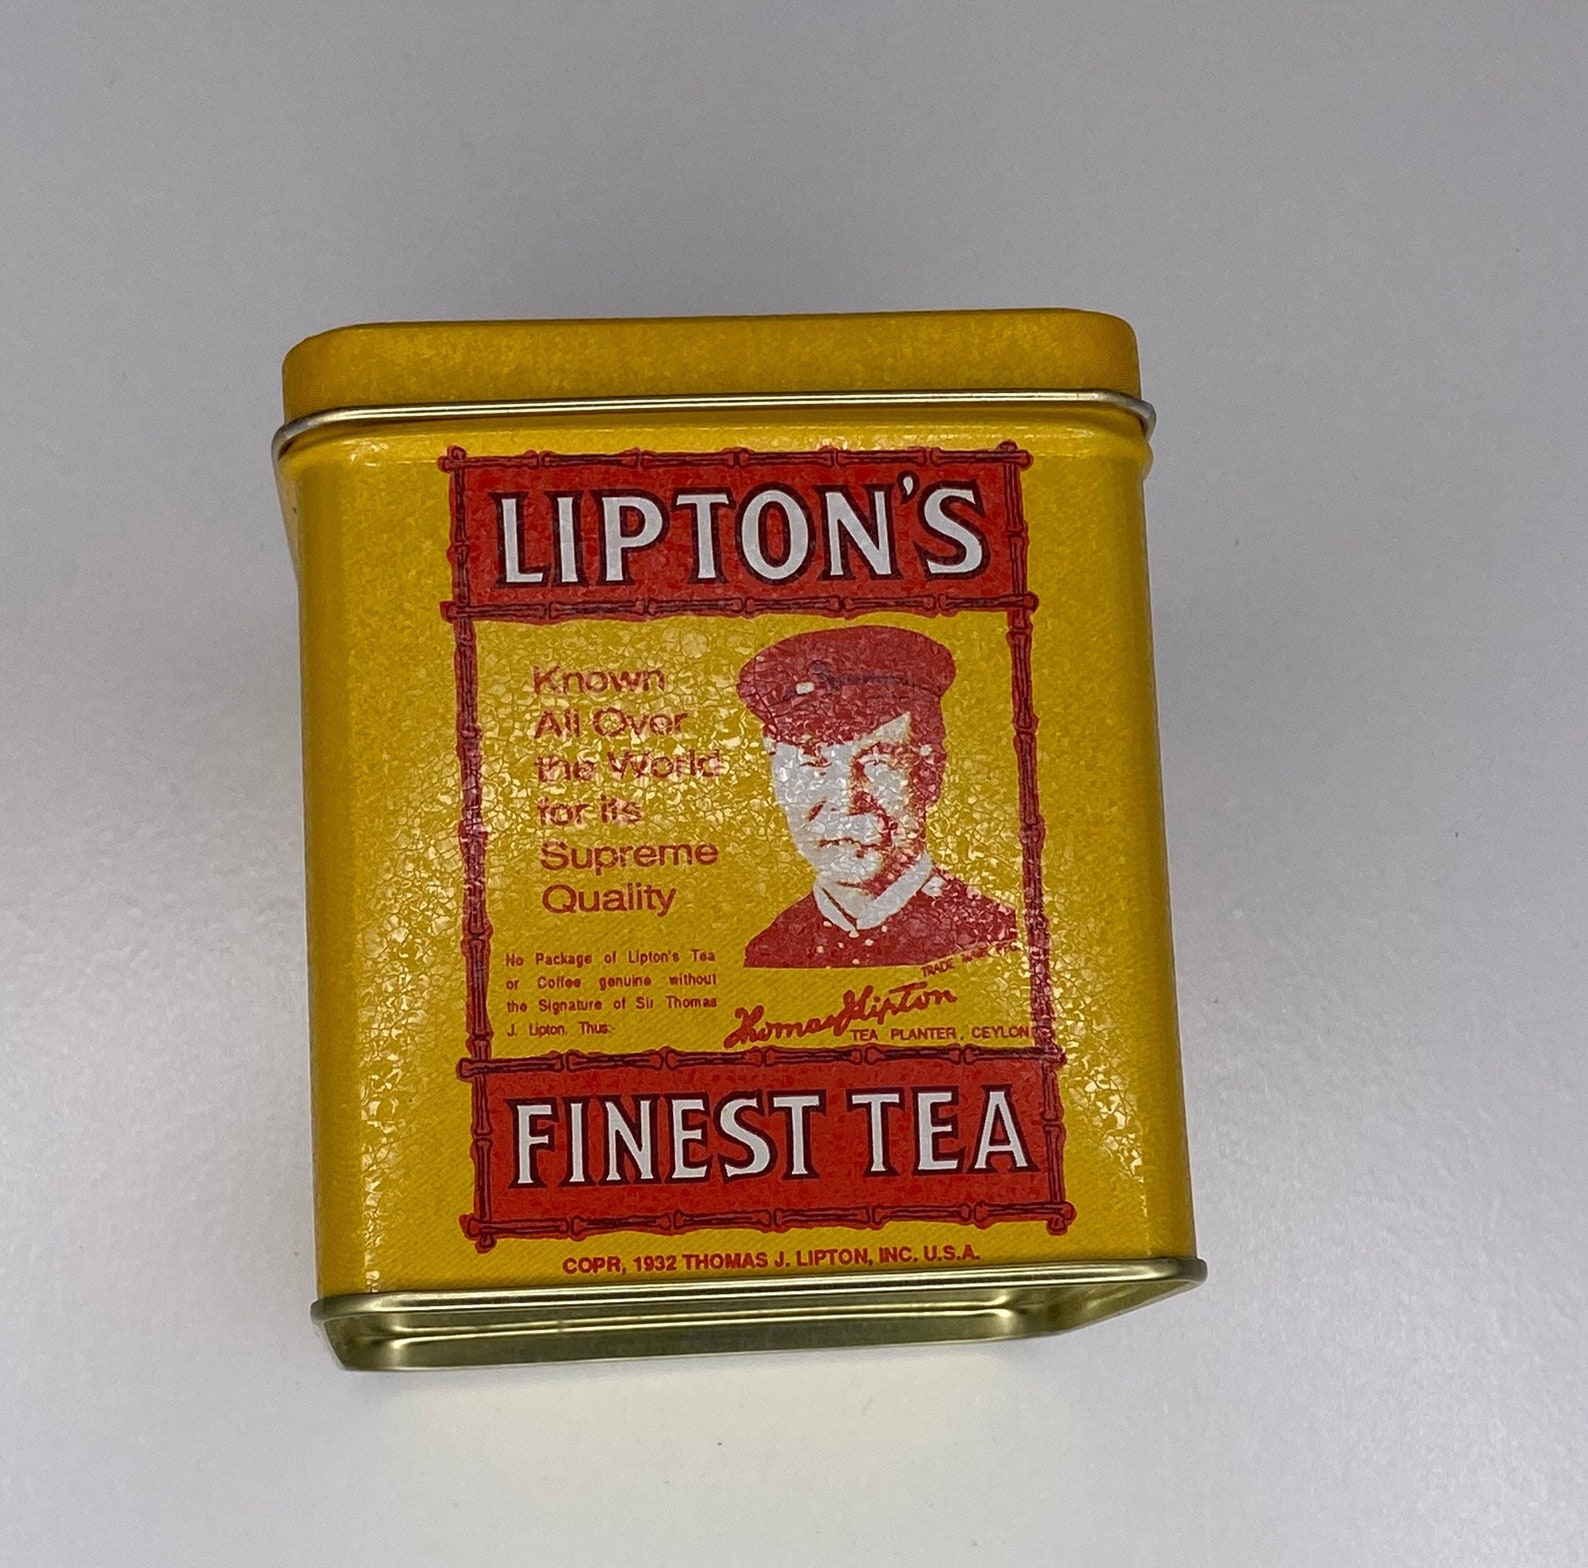 LIPTON'S
Known
All Over
the World
for its
Supreme
Quality
No Package of Lipton's Tea
or Coffee genuine without
the Signature of Sir Thomas
J. Lipton. Thus:-
TRADE MARK
Thomas J Lipton
TEA PLANTER, CEYLON
FINEST TEA
COPR, 1932 THOMAS J. LIPTON, INC. U.S.A.